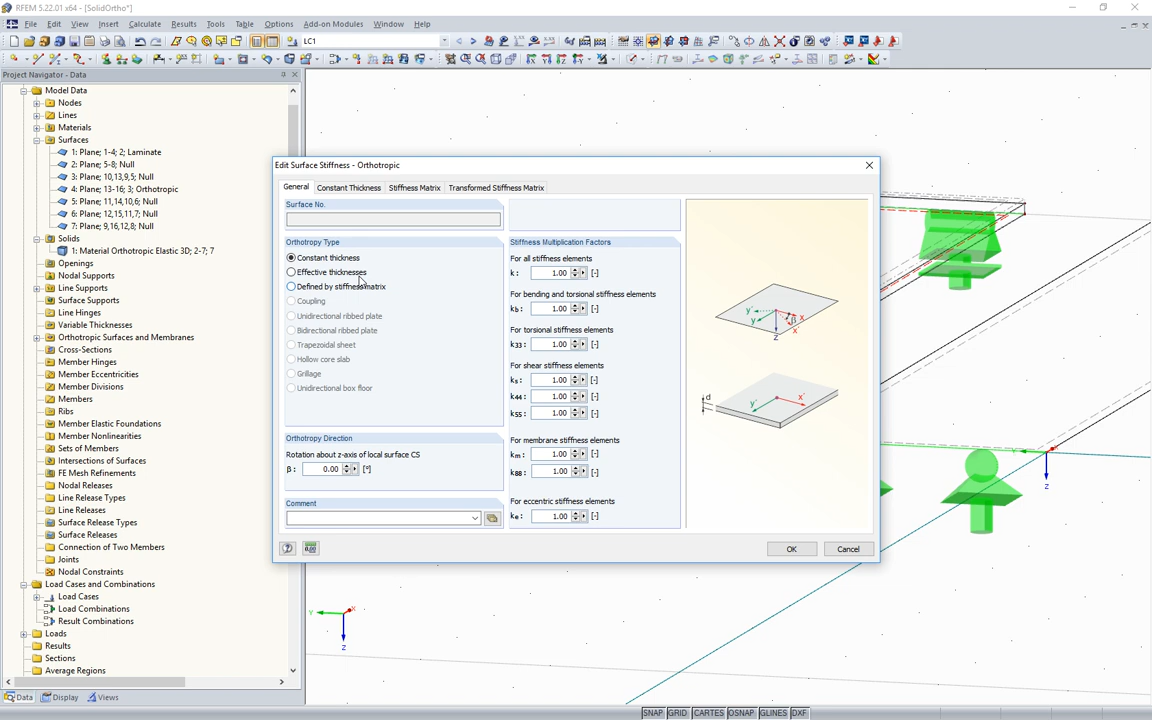 RFEM 5.22.01 x64 - [SolidOrtho*]
File Edit View Insert Calculate Results Tools Table Options Add-on Modules Window Help
LC1
Project Navigator - Data
Model Data
Nodes
Lines
Materials
Surfaces
1: Plane; 1-4; 2; Laminate
2: Plane; 5-8; Null
3: Plane; 10,13,9,5; Null
4: Plane; 13-16; 3; Orthotropic
5: Plane; 11,14,10,6; Null
6: Plane; 12,15,11,7; Null
7: Plane; 9,16,12,8; Null
Solids
1: Material Orthotropic Elastic 3D; 2-7; 7
Openings
Nodal Supports
Line Supports
Surface Supports
Line Hinges
Variable Thicknesses
Orthotropic Surfaces and Membranes
Cross-Sections
Member Hinges
Member Eccentricities
Member Divisions
Members
Ribs
Member Elastic Foundations
Member Nonlinearities
Sets of Members
Intersections of Surfaces
FE Mesh Refinements
Nodal Releases
Line Release Types
Line Releases
Surface Release Types
Surface Releases
Connection of Two Members
Joints
Nodal Constraints
Load Cases and Combinations
Load Cases
Load Combinations
Result Combinations
Loads
Results
Sections
Average Regions
Data Display Views
Edit Surface Stiffness - Orthotropic
General Constant Thickness Stiffness Matrix Transformed Stiffness Matrix
Surface No.
Orthotropy Type
Constant thickness
Effective thicknesses
Defined by stiffness matrix
Coupling
Unidirectional ribbed plate
Bidirectional ribbed plate
Trapezoidal sheet
Hollow core slab
Grillage
Unidirectional box floor
Orthotropy Direction
Rotation about z-axis of local surface CS
β: 0.00 [°]
Comment
Stiffness Multiplication Factors
For all stiffness elements
k: 1.00 [-]
For bending and torsional stiffness elements
kb: 1.00 [-]
For torsional stiffness elements
k33: 1.00 [-]
For shear stiffness elements
ks: 1.00 [-]
k44: 1.00 [-]
k55: 1.00 [-]
For membrane stiffness elements
km: 1.00 [-]
k88: 1.00 [-]
For eccentric stiffness elements
ke: 1.00 [-]
y' x
y β x'
z
d y' x'
OK Cancel
Y X
Z
Y X
Z
SNAP GRID CARTES OSNAP GLINES DXF